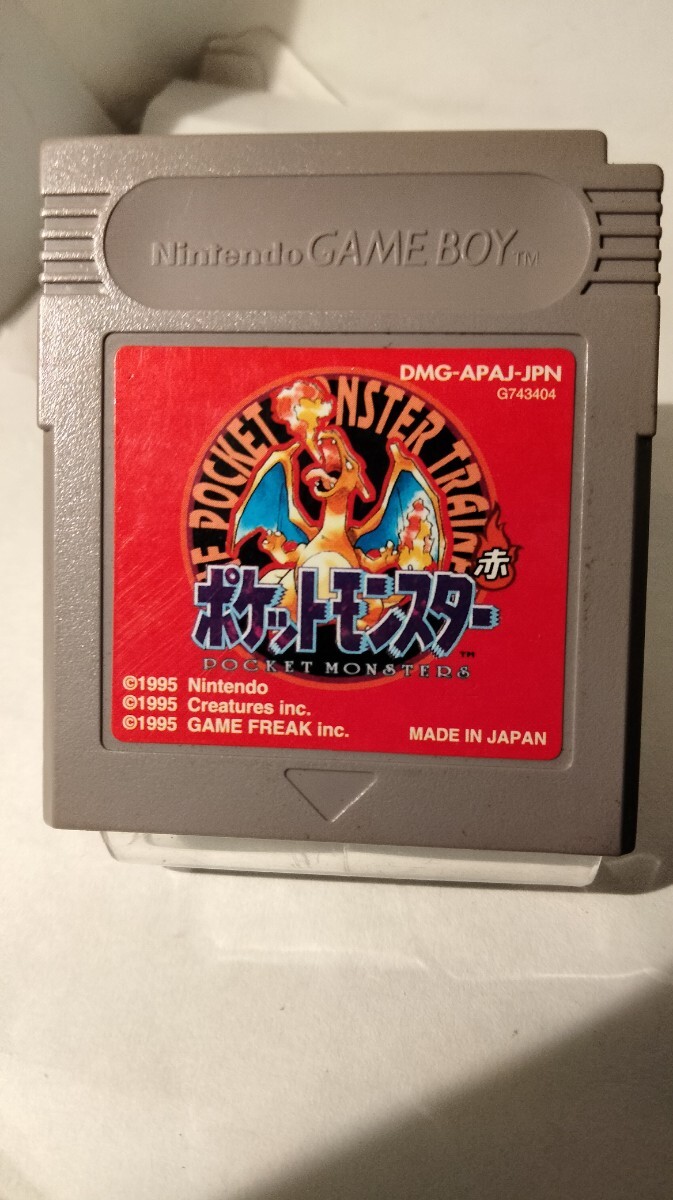 Nintendo GAME BOY™
DMG-APAJ-JPN
G743404
POCKET MONSTER
赤
ポケットモンスター
™
POCKET MONSTERS
©1995 Nintendo
©1995 Creatures inc.
©1995 GAME FREAK inc.
MADE IN JAPAN